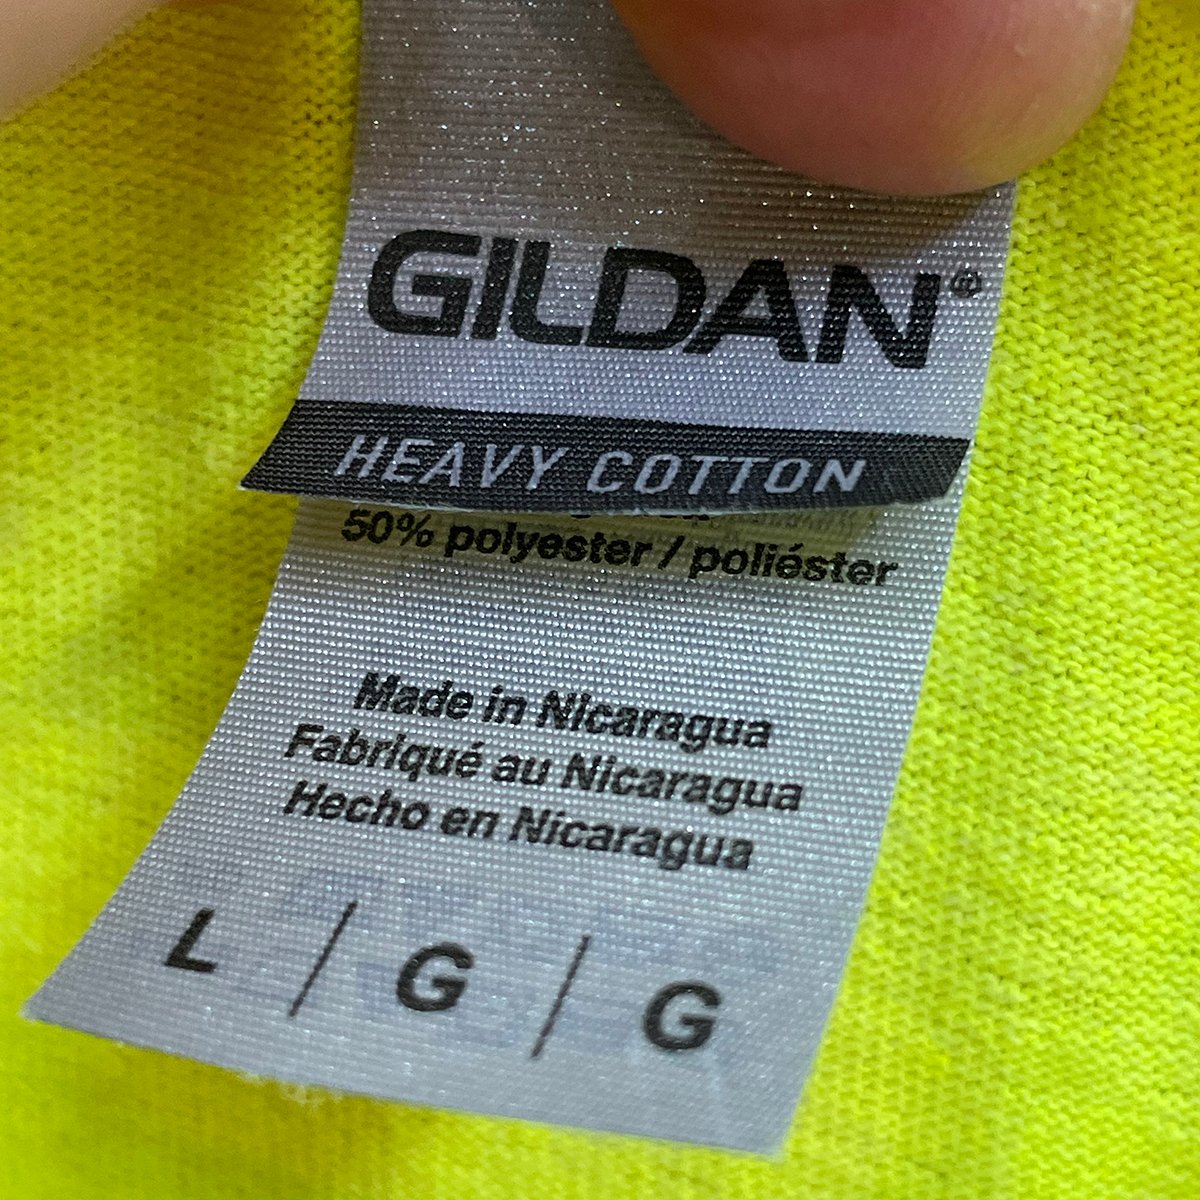 GILDAN®
HEAVY COTTON
50% polyester / poliéster
Made in Nicaragua
Fabriqué au Nicaragua
Hecho en Nicaragua
L / G / G